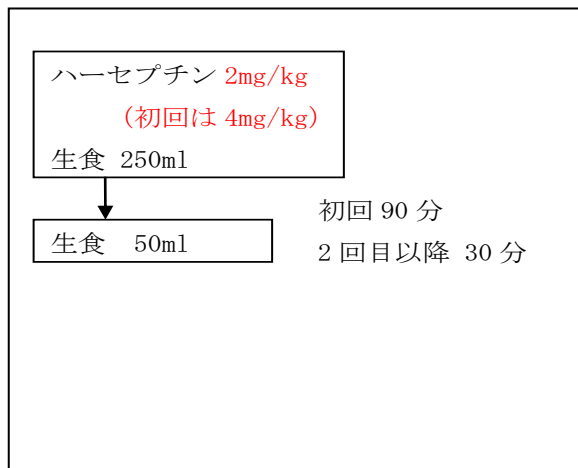 ハーセプチン 2mg/kg
(初回は 4mg/kg)
生食 250ml
生食 50ml
初回 90 分
2 回目以降 30 分